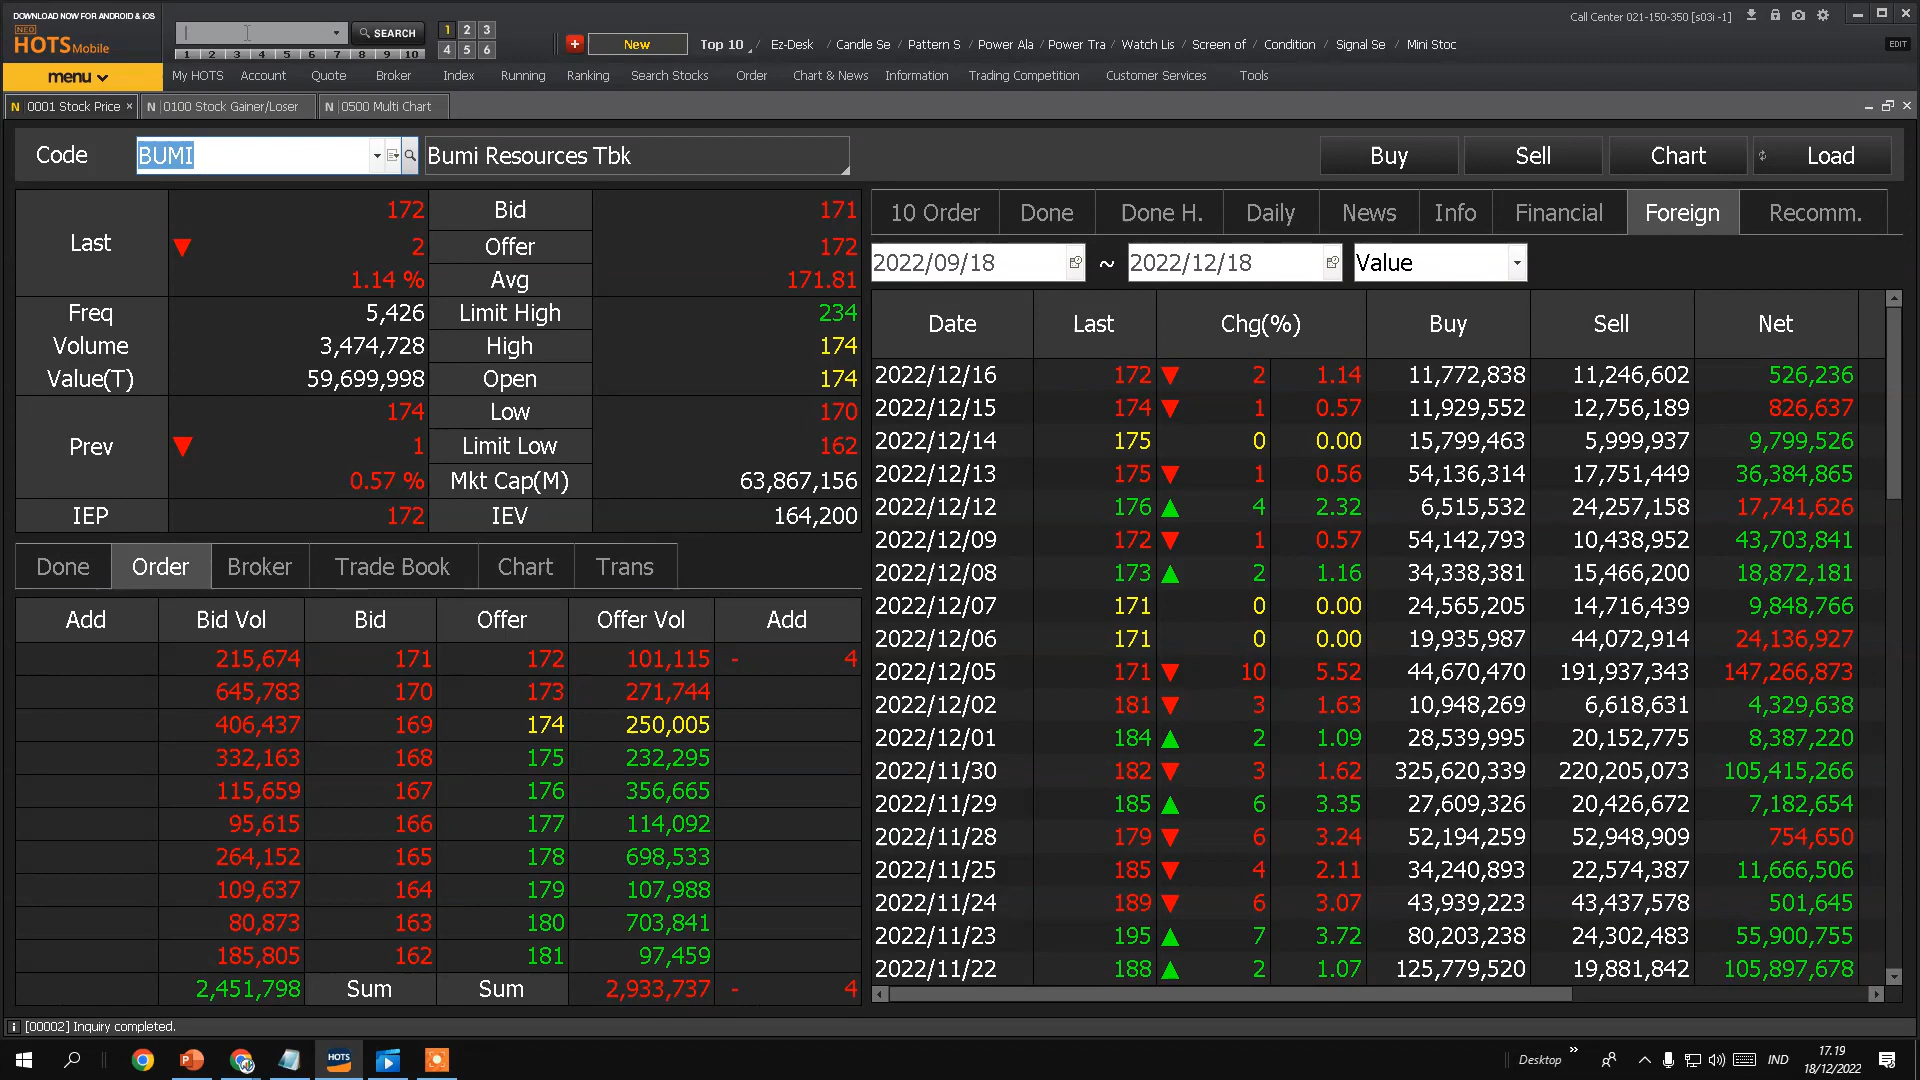 DOWNLOAD NOW FOR ANDROID & iOS
NEO
HOTS Mobile
SEARCH
1 2 3 4 5 6 7 8 9 10
1 2 3
4 5 6
New
Top 10 / Ez-Desk / Candle Se / Pattern S / Power Ala / Power Tra / Watch Lis / Screen of / Condition / Signal Se / Mini Stoc
Call Center 021-150-350 [s03i -1]
EDIT
menu My HOTS Account Quote Broker Index Running Ranking Search Stocks Order Chart & News Information Trading Competition Customer Services Tools
N 0001 Stock Price × N 0100 Stock Gainer/Loser N 0500 Multi Chart
Code BUMI Bumi Resources Tbk Buy Sell Chart Load
Last 172 Bid 171
▼ 2 Offer 172
1.14 % Avg 171.81
Freq 5,426 Limit High 234
Volume 3,474,728 High 174
Value(T) 59,699,998 Open 174
Prev 174 Low 170
▼ 1 Limit Low 162
0.57 % Mkt Cap(M) 63,867,156
IEP 172 IEV 164,200
Done Order Broker Trade Book Chart Trans
Add Bid Vol Bid Offer Offer Vol Add
215,674 171 172 101,115 - 4
645,783 170 173 271,744
406,437 169 174 250,005
332,163 168 175 232,295
115,659 167 176 356,665
95,615 166 177 114,092
264,152 165 178 698,533
109,637 164 179 107,988
80,873 163 180 703,841
185,805 162 181 97,459
2,451,798 Sum Sum 2,933,737 - 4
10 Order Done Done H. Daily News Info Financial Foreign Recomm.
2022/09/18 ~ 2022/12/18 Value
Date Last Chg(%) Buy Sell Net
2022/12/16 172 ▼ 2 1.14 11,772,838 11,246,602 526,236
2022/12/15 174 ▼ 1 0.57 11,929,552 12,756,189 826,637
2022/12/14 175 0 0.00 15,799,463 5,999,937 9,799,526
2022/12/13 175 ▼ 1 0.56 54,136,314 17,751,449 36,384,865
2022/12/12 176 ▲ 4 2.32 6,515,532 24,257,158 17,741,626
2022/12/09 172 ▼ 1 0.57 54,142,793 10,438,952 43,703,841
2022/12/08 173 ▲ 2 1.16 34,338,381 15,466,200 18,872,181
2022/12/07 171 0 0.00 24,565,205 14,716,439 9,848,766
2022/12/06 171 0 0.00 19,935,987 44,072,914 24,136,927
2022/12/05 171 ▼ 10 5.52 44,670,470 191,937,343 147,266,873
2022/12/02 181 ▼ 3 1.63 10,948,269 6,618,631 4,329,638
2022/12/01 184 ▲ 2 1.09 28,539,995 20,152,775 8,387,220
2022/11/30 182 ▼ 3 1.62 325,620,339 220,205,073 105,415,266
2022/11/29 185 ▲ 6 3.35 27,609,326 20,426,672 7,182,654
2022/11/28 179 ▼ 6 3.24 52,194,259 52,948,909 754,650
2022/11/25 185 ▼ 4 2.11 34,240,893 22,574,387 11,666,506
2022/11/24 189 ▼ 6 3.07 43,939,223 43,437,578 501,645
2022/11/23 195 ▲ 7 3.72 80,203,238 24,302,483 55,900,755
2022/11/22 188 ▲ 2 1.07 125,779,520 19,881,842 105,897,678
[00002] Inquiry completed.
HOTS
Desktop » IND 17.19
18/12/2022